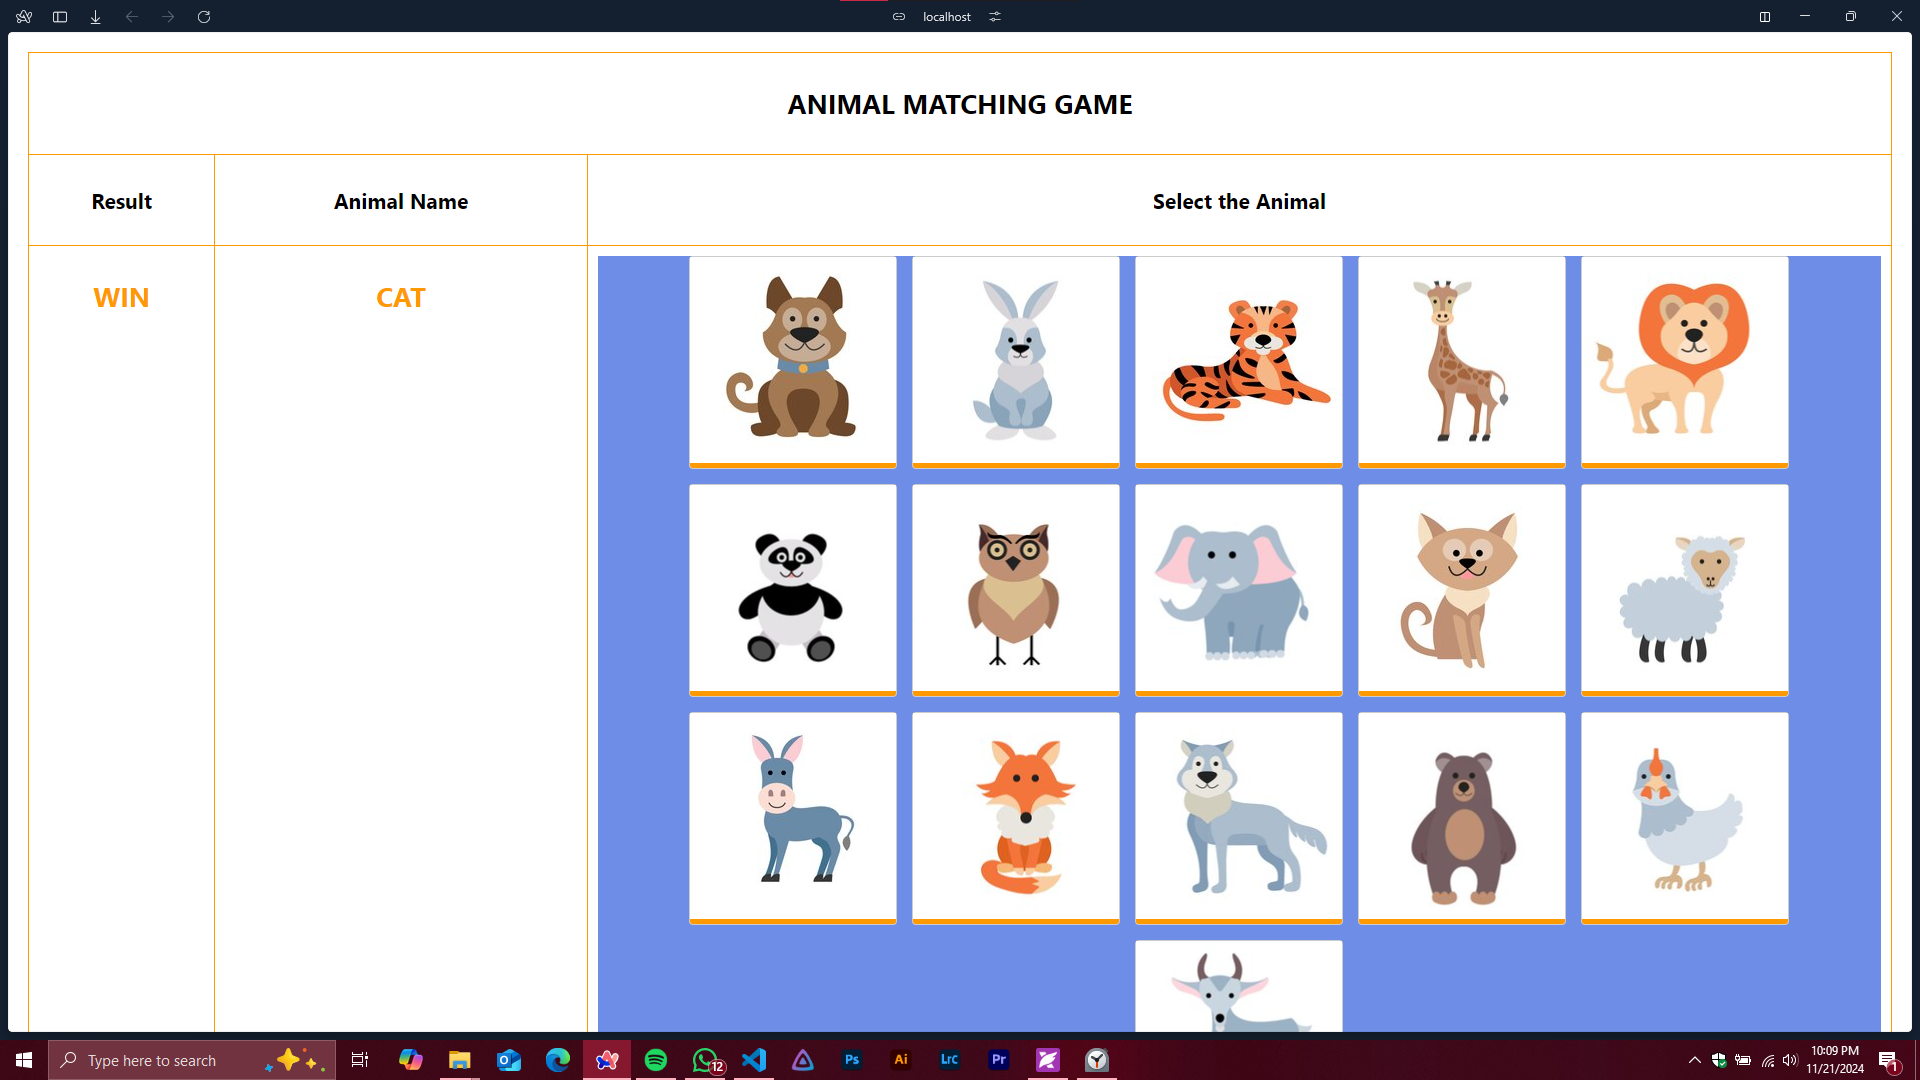 localhost
ANIMAL MATCHING GAME
Result
Animal Name
Select the Animal
WIN
CAT
Type here to search
12
Ps
Ai
Lrc
Pr
10:09 PM
11/21/2024
1